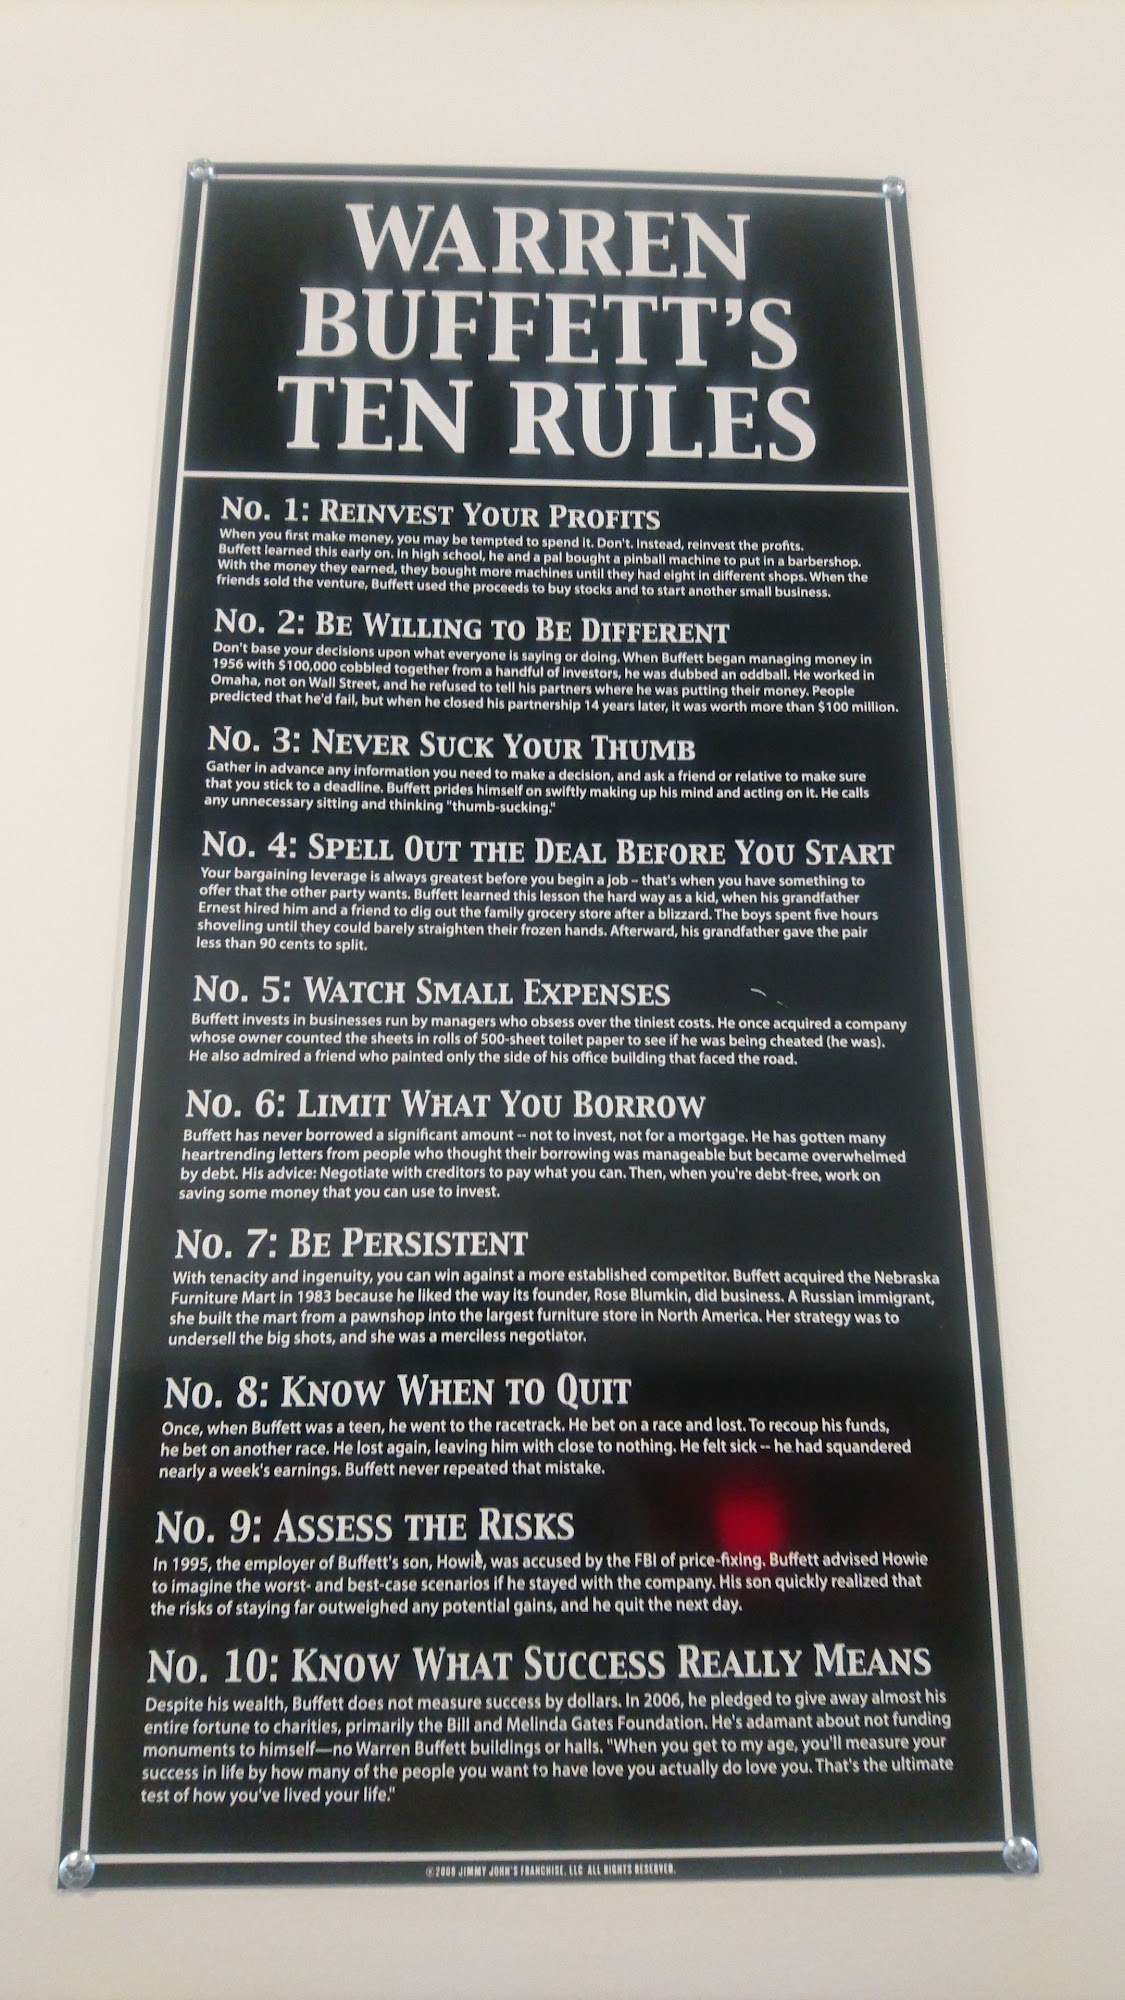 WARREN
BUFFETT'S
TEN RULES
No. 1: Reinvest Your Profits
When you first make money, you may be tempted to spend it. Don't. Instead, reinvest the profits.
Buffett learned this early on. In high school, he and a pal bought a pinball machine to put in a barbershop.
With the money they earned, they bought more machines until they had eight in different shops. When the
friends sold the venture, Buffett used the proceeds to buy stocks and to start another small business.
No. 2: Be Willing to Be Different
Don't base your decisions upon what everyone is saying or doing. When Buffett began managing money in
1956 with $100,000 cobbled together from a handful of investors, he was dubbed an oddball. He worked in
Omaha, not on Wall Street, and he refused to tell his partners where he was putting their money. People
predicted that he'd fail, but when he closed his partnership 14 years later, it was worth more than $100 million.
No. 3: Never Suck Your Thumb
Gather in advance any information you need to make a decision, and ask a friend or relative to make sure
that you stick to a deadline. Buffett prides himself on swiftly making up his mind and acting on it. He calls
any unnecessary sitting and thinking "thumb-sucking."
No. 4: Spell Out the Deal Before You Start
Your bargaining leverage is always greatest before you begin a job – that's when you have something to
offer that the other party wants. Buffett learned this lesson the hard way as a kid, when his grandfather
Ernest hired him and a friend to dig out the family grocery store after a blizzard. The boys spent five hours
shoveling until they could barely straighten their frozen hands. Afterward, his grandfather gave the pair
less than 90 cents to split.
No. 5: Watch Small Expenses
Buffett invests in businesses run by managers who obsess over the tiniest costs. He once acquired a company
whose owner counted the sheets in rolls of 500-sheet toilet paper to see if he was being cheated (he was).
He also admired a friend who painted only the side of his office building that faced the road.
No. 6: Limit What You Borrow
Buffett has never borrowed a significant amount -- not to invest, not for a mortgage. He has gotten many
heartrending letters from people who thought their borrowing was manageable but became overwhelmed
by debt. His advice: Negotiate with creditors to pay what you can. Then, when you're debt-free, work on
saving some money that you can use to invest.
No. 7: Be Persistent
With tenacity and ingenuity, you can win against a more established competitor. Buffett acquired the Nebraska
Furniture Mart in 1983 because he liked the way its founder, Rose Blumkin, did business. A Russian immigrant,
she built the mart from a pawnshop into the largest furniture store in North America. Her strategy was to
undersell the big shots, and she was a merciless negotiator.
No. 8: Know When to Quit
Once, when Buffett was a teen, he went to the racetrack. He bet on a race and lost. To recoup his funds,
he bet on another race. He lost again, leaving him with close to nothing. He felt sick -- he had squandered
nearly a week's earnings. Buffett never repeated that mistake.
No. 9: Assess the Risks
In 1995, the employer of Buffett's son, Howie, was accused by the FBI of price-fixing. Buffett advised Howie
to imagine the worst- and best-case scenarios if he stayed with the company. His son quickly realized that
the risks of staying far outweighed any potential gains, and he quit the next day.
No. 10: Know What Success Really Means
Despite his wealth, Buffett does not measure success by dollars. In 2006, he pledged to give away almost his
entire fortune to charities, primarily the Bill and Melinda Gates Foundation. He's adamant about not funding
monuments to himself—no Warren Buffett buildings or halls. "When you get to my age, you'll measure your
success in life by how many of the people you want to have love you actually do love you. That's the ultimate
test of how you've lived your life."
JIMMY JOHN'S FRANCHISE, LLC ALL RIGHTS RESERVED.